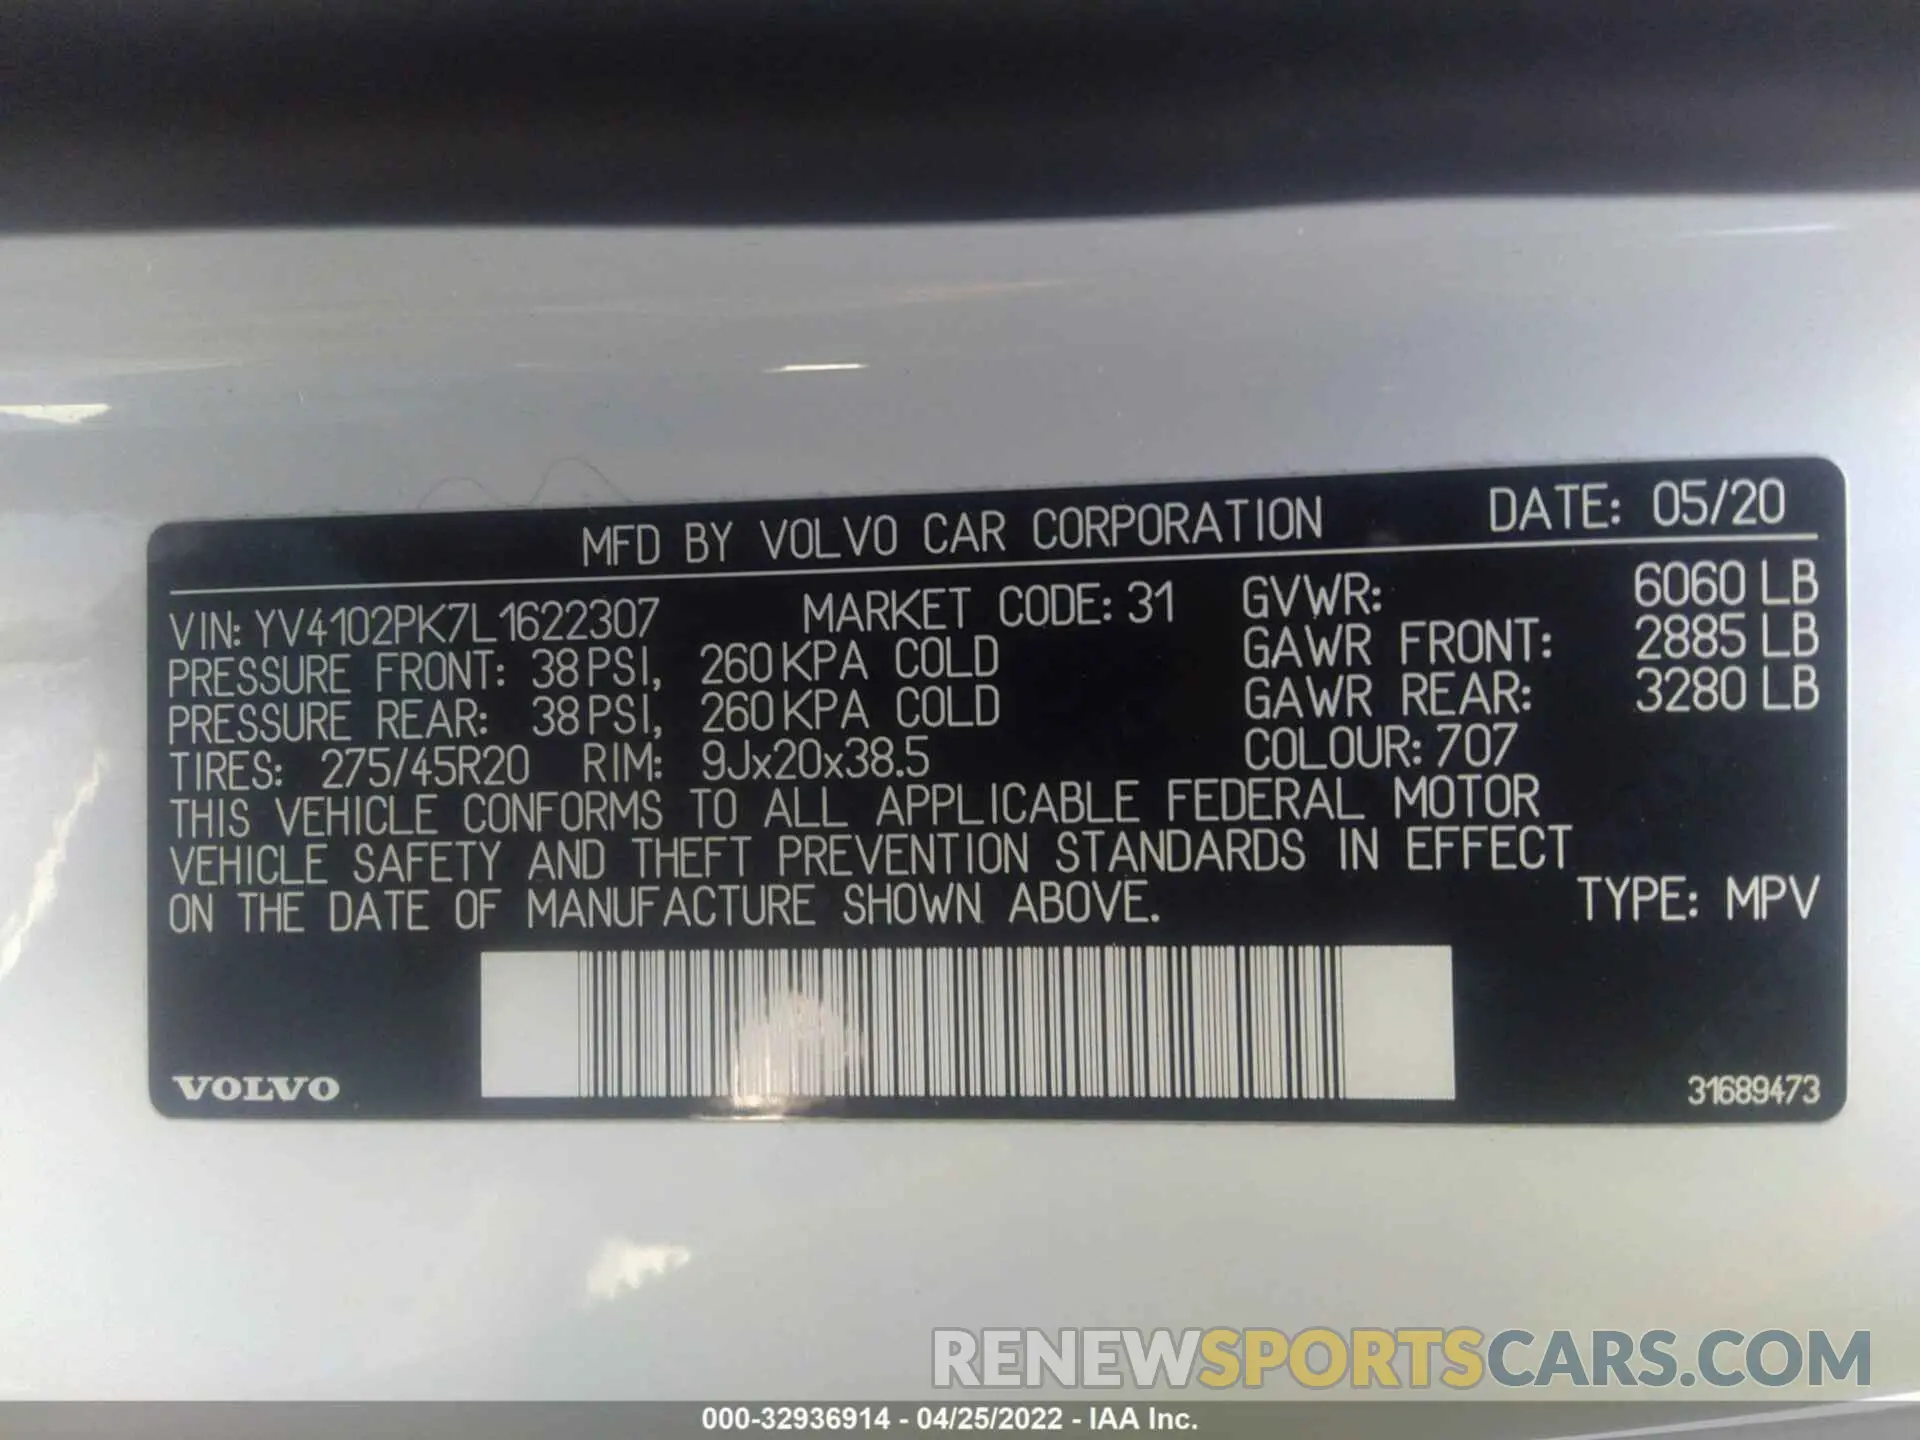 MFD BY VOLVO CAR CORPORATION DATE: 05/20
VIN: YV4102PK7L1622307 MARKET CODE: 31 GVWR: 6060 LB
PRESSURE FRONT: 38 PSI, 260 KPA COLD GAWR FRONT: 2885 LB
PRESSURE REAR: 38 PSI, 260 KPA COLD GAWR REAR: 3280 LB
TIRES: 275/45R20 RIM: 9Jx20x38.5 COLOUR: 707
THIS VEHICLE CONFORMS TO ALL APPLICABLE FEDERAL MOTOR
VEHICLE SAFETY AND THEFT PREVENTION STANDARDS IN EFFECT
ON THE DATE OF MANUFACTURE SHOWN ABOVE. TYPE: MPV
VOLVO 31689473
RENEWSPORTSCARS.COM
000-32936914 - 04/25/2022 - IAA Inc.